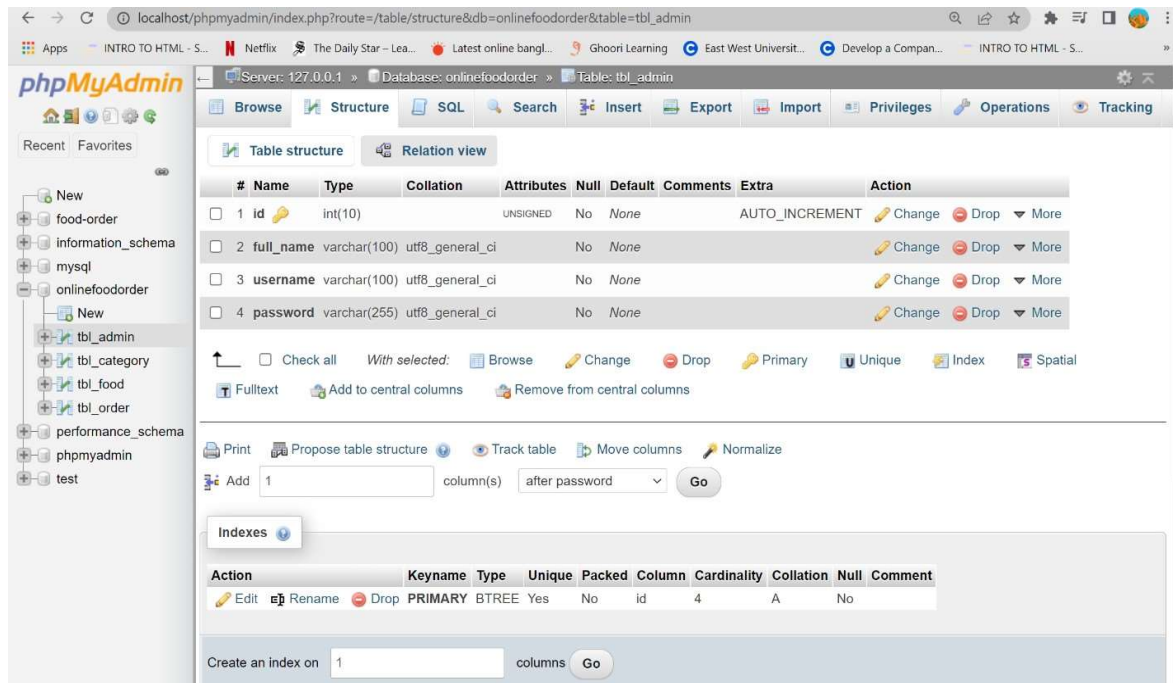 localhost/phpmyadmin/index.php?route=/table/structure&db=onlinefoodorder&table=tbl_admin
Apps INTRO TO HTML - S... Netflix The Daily Star – Lea... Latest online bangl... Ghoori Learning East West Universit... Develop a Compan... INTRO TO HTML - S... »
phpMyAdmin
Recent Favorites
New
food-order
information_schema
mysql
onlinefoodorder
New
tbl_admin
tbl_category
tbl_food
tbl_order
performance_schema
phpmyadmin
test
Server: 127.0.0.1 » Database: onlinefoodorder » Table: tbl_admin
Browse Structure SQL Search Insert Export Import Privileges Operations Tracking
Table structure Relation view
# Name Type Collation Attributes Null Default Comments Extra Action
1 id int(10) UNSIGNED No None AUTO_INCREMENT Change Drop More
2 full_name varchar(100) utf8_general_ci No None Change Drop More
3 username varchar(100) utf8_general_ci No None Change Drop More
4 password varchar(255) utf8_general_ci No None Change Drop More
Check all With selected: Browse Change Drop Primary U Unique Index S Spatial
T Fulltext Add to central columns Remove from central columns
Print Propose table structure Track table Move columns Normalize
Add 1 column(s) after password Go
Indexes
Action Keyname Type Unique Packed Column Cardinality Collation Null Comment
Edit Rename Drop PRIMARY BTREE Yes No id 4 A No
Create an index on 1 columns Go